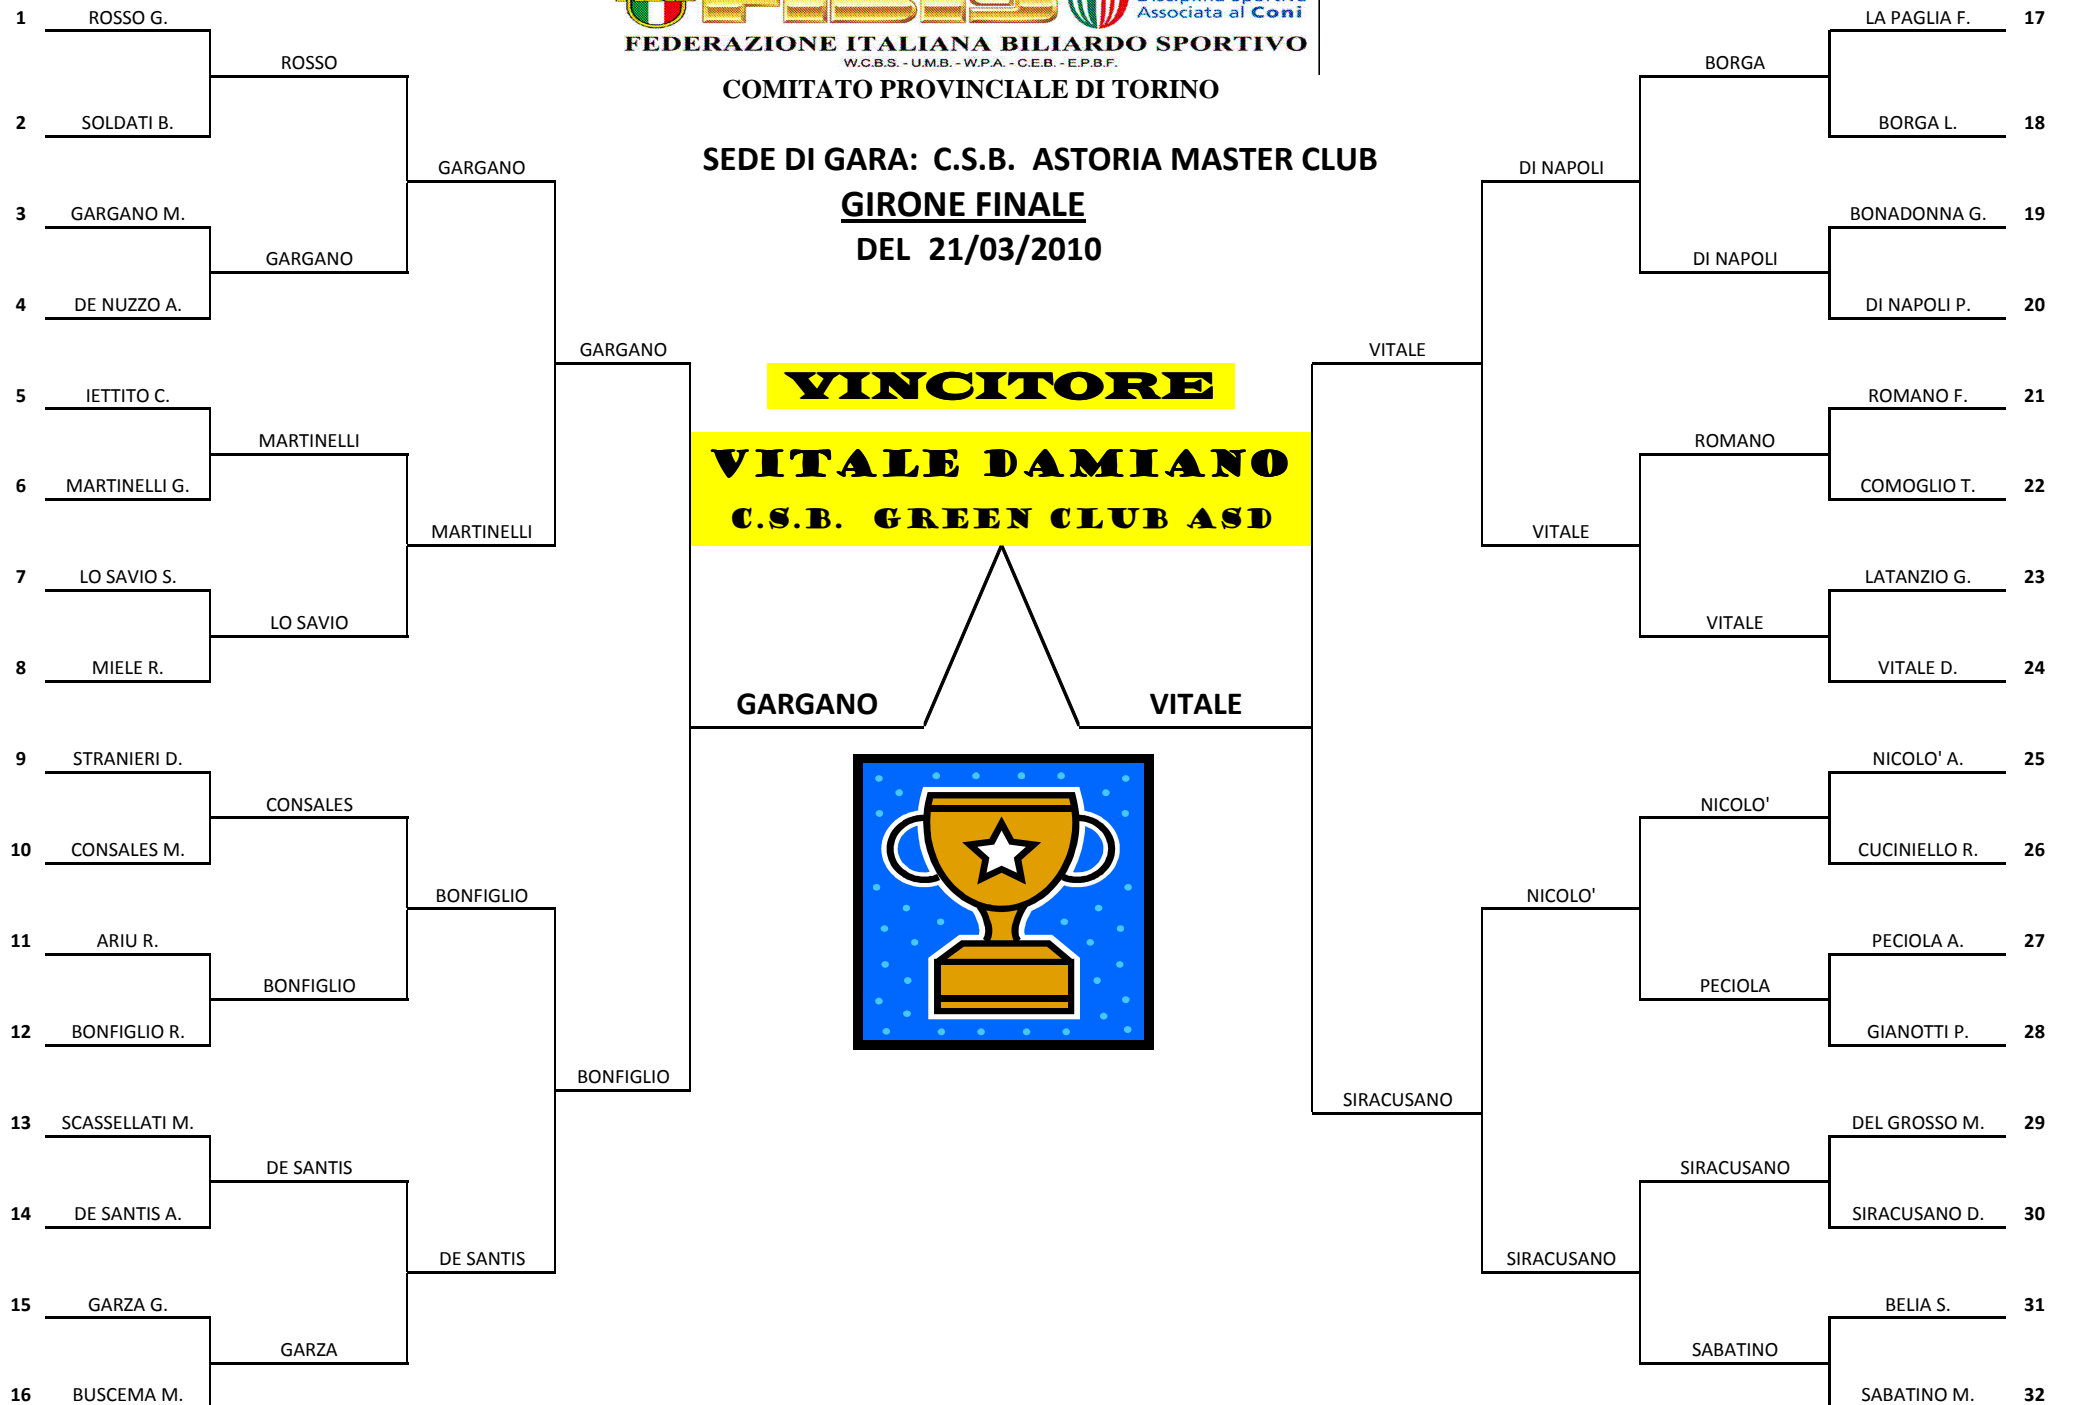 Disciplina Sportiva
Associata al Coni
FEDERAZIONE ITALIANA BILIARDO SPORTIVO
W.C.B.S. - U.M.B. - W.P.A. - C.E.B. - E.P.B.F.
COMITATO PROVINCIALE DI TORINO
SEDE DI GARA: C.S.B. ASTORIA MASTER CLUB
GIRONE FINALE
DEL 21/03/2010
1 ROSSO G.
2 SOLDATI B.
3 GARGANO M.
4 DE NUZZO A.
5 IETTITO C.
6 MARTINELLI G.
7 LO SAVIO S.
8 MIELE R.
9 STRANIERI D.
10 CONSALES M.
11 ARIU R.
12 BONFIGLIO R.
13 SCASSELLATI M.
14 DE SANTIS A.
15 GARZA G.
16 BUSCEMA M.
ROSSO
GARGANO
MARTINELLI
LO SAVIO
CONSALES
BONFIGLIO
DE SANTIS
GARZA
GARGANO
MARTINELLI
BONFIGLIO
DE SANTIS
GARGANO
BONFIGLIO
VINCITORE
VITALE DAMIANO
C.S.B. GREEN CLUB ASD
GARGANO
VITALE
VITALE
SIRACUSANO
DI NAPOLI
VITALE
NICOLO'
SIRACUSANO
BORGA
DI NAPOLI
ROMANO
VITALE
NICOLO'
PECIOLA
SIRACUSANO
SABATINO
LA PAGLIA F. 17
BORGA L. 18
BONADONNA G. 19
DI NAPOLI P. 20
ROMANO F. 21
COMOGLIO T. 22
LATANZIO G. 23
VITALE D. 24
NICOLO' A. 25
CUCINIELLO R. 26
PECIOLA A. 27
GIANOTTI P. 28
DEL GROSSO M. 29
SIRACUSANO D. 30
BELIA S. 31
SABATINO M. 32